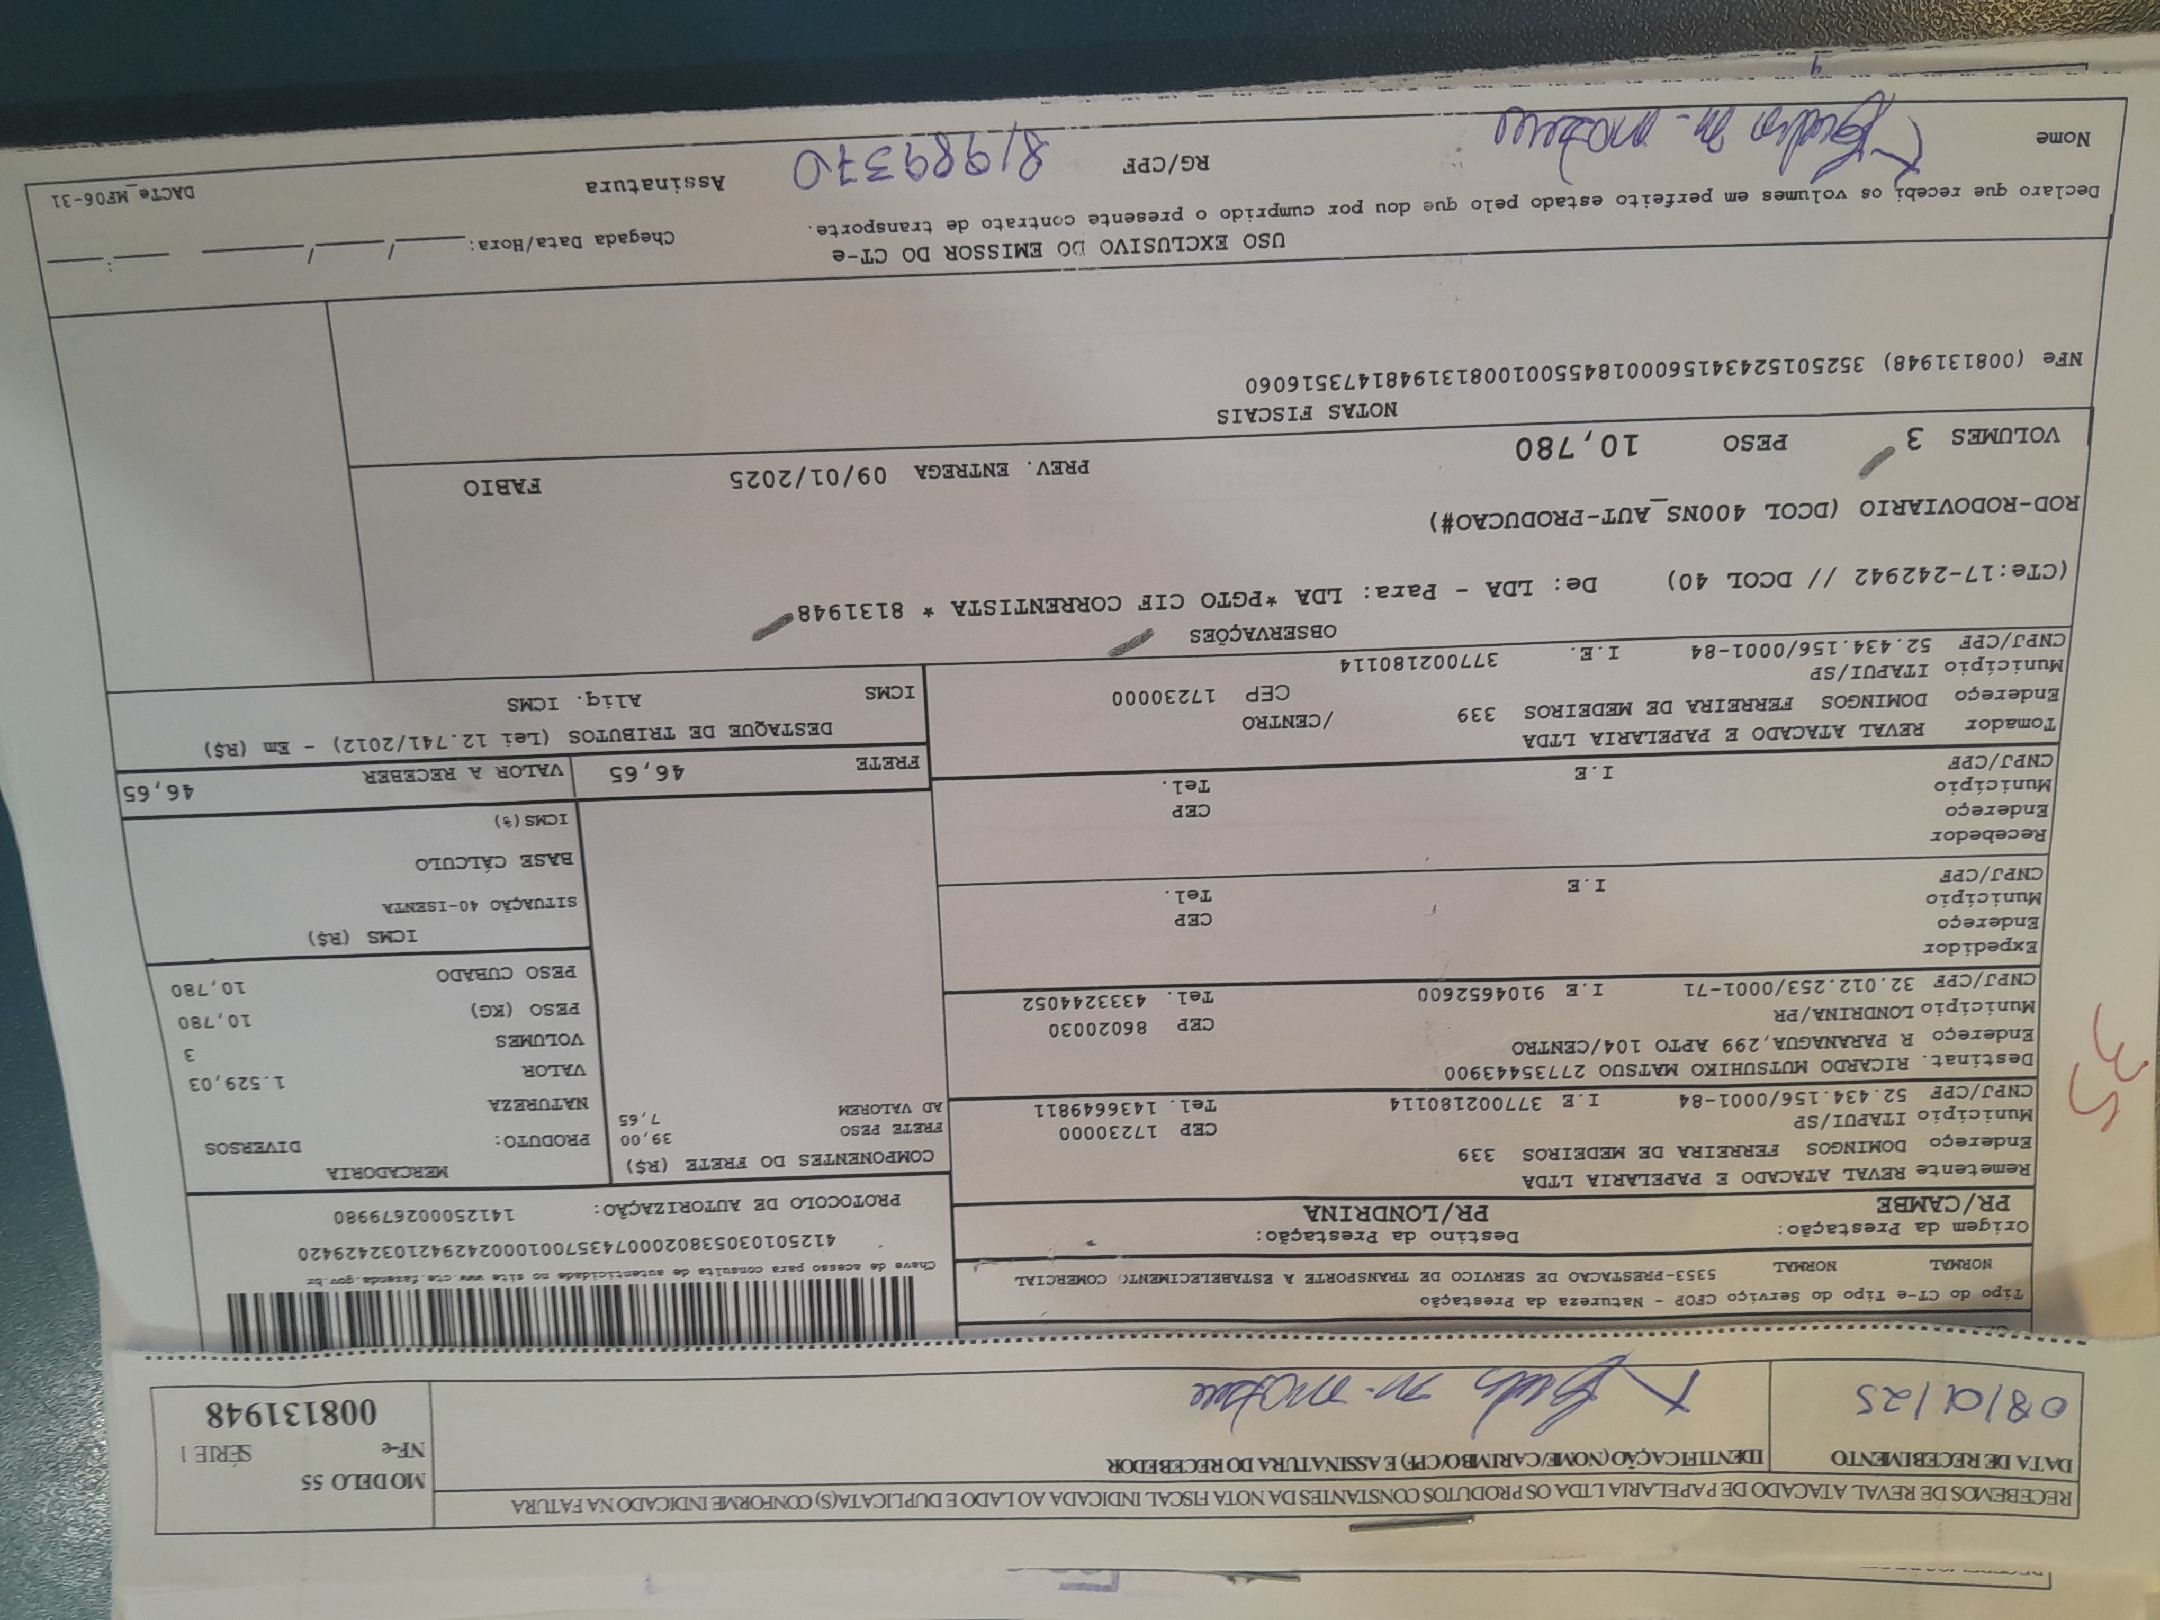 RECEBEMOS DE REVAL ATACADO DE PAPELARIA LTDA OS PRODUTOS CONSTANTES DA NOTA FISCAL INDICADA AO LADO E DUPLICATA(S) CONFORME INDICADO NA FATURA
MODELO 55
DATA DE RECEBIMENTO
IDENTIFICAÇÃO (NOME/CARIMBO/CPF) E ASSINATURA DO RECEBEDOR
NF-e SÉRIE 1
008131948
08/01/25
Tipo do CT-e Tipo do Serviço CFOP - Natureza da Prestação
NORMAL NORMAL 5353-PRESTACAO DE SERVICO DE TRANSPORTE A ESTABELECIMENTO COMERCIAL
Origem da Prestação: Destino da Prestação:
PR/CAMBE PR/LONDRINA
Remetente REVAL ATACADO E PAPELARIA LTDA
Endereço DOMINGOS FERREIRA DE MEDEIROS 339
Município ITAPUI/SP CEP 17230000
CNPJ/CPF 52.434.156/0001-84 I.E 377002180114 Tel. 1436649811
Destinat. RICARDO MUTSUHIKO MATSUO 27735443900
Endereço R PARANAGUA,299 APTO 104/CENTRO
Município LONDRINA/PR CEP 86020030
CNPJ/CPF 32.012.253/0001-71 I.E 9104652600 Tel. 4333244052
Expedidor
Endereço
Município CEP
CNPJ/CPF I.E Tel.
Recebedor
Endereço
Município CEP
CNPJ/CPF I.E Tel.
Tomador REVAL ATACADO E PAPELARIA LTDA
Endereço DOMINGOS FERREIRA DE MEDEIROS 339 /CENTRO
Município ITAPUI/SP CEP 17230000
CNPJ/CPF 52.434.156/0001-84 I.E. 377002180114
Chave de acesso para consulta de autenticidade no site www.cte.fazenda.gov.br
41250103053802000743570010002429421032429420
PROTOCOLO DE AUTORIZAÇÃO: 141250002679980
COMPONENTES DO FRETE (R$)
FRETE PESO 39,00
AD VALOREM 7,65
MERCADORIA
PRODUTO: DIVERSOS
NATUREZA
VALOR 1.529,03
VOLUMES 3
PESO (KG) 10,780
PESO CUBADO 10,780
ICMS (R$)
SITUAÇÃO 40-ISENTA
BASE CÁLCULO
ICMS(%)
FRETE 46,65 VALOR A RECEBER 46,65
DESTAQUE DE TRIBUTOS (Lei 12.741/2012) - Em (R$)
ICMS Aliq. ICMS
OBSERVAÇÕES
(CTe:17-242942 // DCOL 40) De: LDA - Para: LDA *PGTO CIF CORRENTISTA * 8131948
ROD-RODOVIARIO (DCOL 400NS_AUT-PRODUCAO#)
VOLUMES 3 PESO 10,780 PREV. ENTREGA 09/01/2025 FABIO
NOTAS FISCAIS
NFe (008131948) 35250152434156000184550010081319481473516060
USO EXCLUSIVO DO EMISSOR DO CT-e
Declaro que recebi os volumes em perfeito estado pelo que dou por cumprido o presente contrato de transporte.
Chegada Data/Hora: / / :
Nome RG/CPF 81989370 Assinatura
DACTe_MF06-31
35